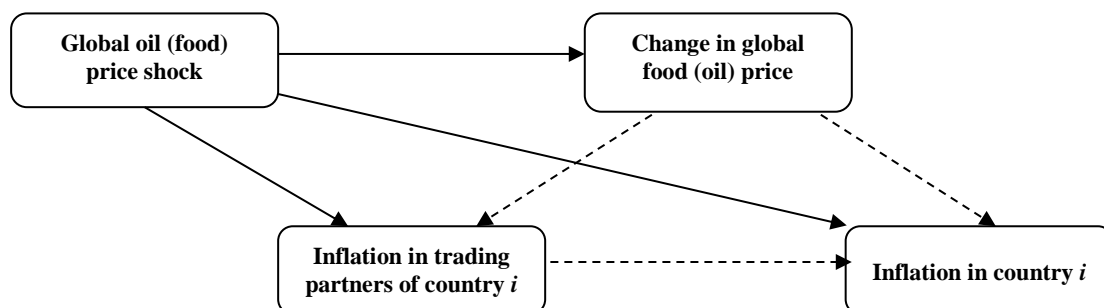 Global oil (food)
price shock
Change in global
food (oil) price
Inflation in trading
partners of country i
Inflation in country i